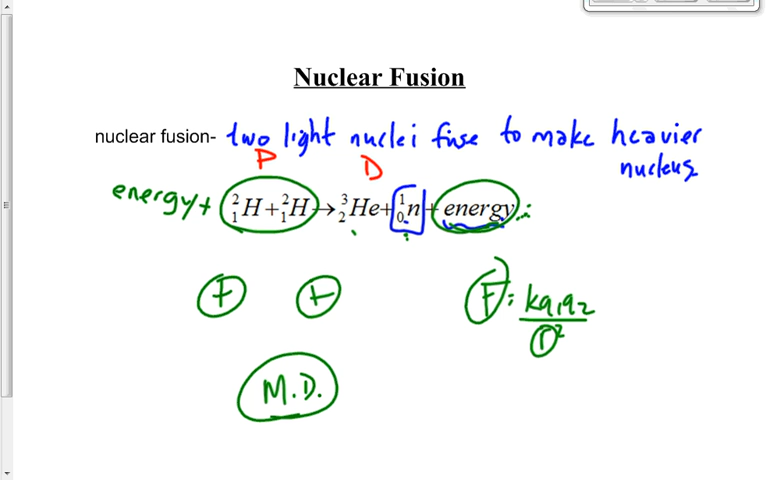 Nuclear Fusion
nuclear fusion- two light nuclei fuse to make heavier
nucleus
P D
energy + ²₁H+²₁H→³₂He+¹₀n+energy
+ + F = kq₁q₂/r²
M.D.